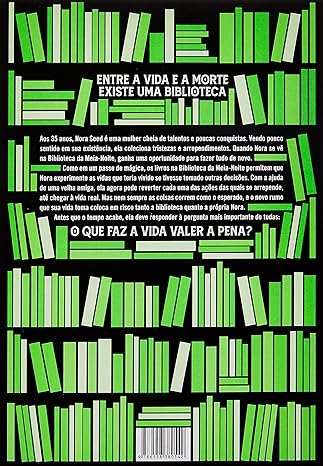 ENTRE A VIDA E A MORTE
EXISTE UMA BIBLIOTECA
Aos 35 anos, Nora Seed é uma mulher cheia de talentos e poucas conquistas. Vendo pouco
sentido em sua existência, ela coleciona tristezas e arrependimentos. Quando Nora se vê
na Biblioteca da Meia-Noite, ganha uma oportunidade para fazer tudo de novo.
Como em um passe de mágica, os livros na Biblioteca da Meia-Noite permitem que
Nora experimente as vidas que teria vivido se tivesse tomado outras decisões. Com a ajuda
de uma velha amiga, ela agora pode reverter cada uma das ações das quais se arrepende,
até chegar à vida real. Mas nem sempre as coisas correm como o esperado, e o novo rumo
que sua vida toma coloca em risco tanto a biblioteca quanto a própria Nora.
Antes que o tempo acabe, ela deve responder à pergunta mais importante de todas:
O QUE FAZ A VIDA VALER A PENA?